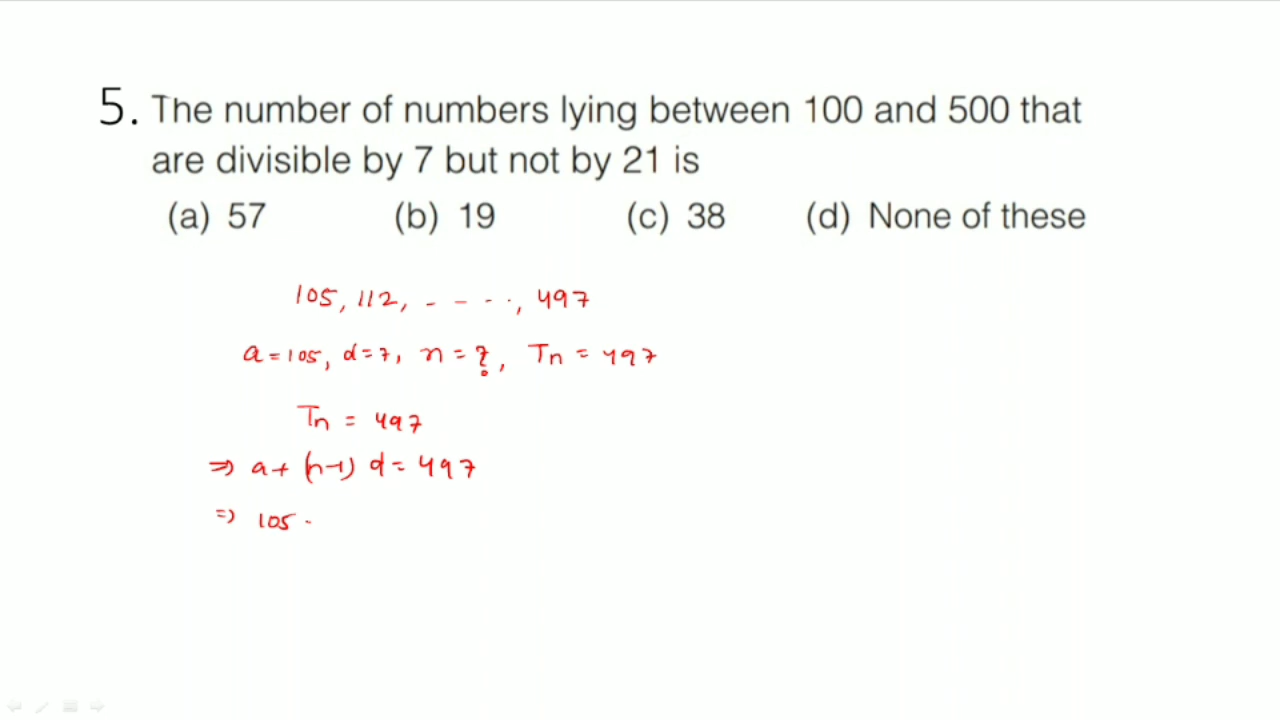 5. The number of numbers lying between 100 and 500 that
are divisible by 7 but not by 21 is
(a) 57 (b) 19 (c) 38 (d) None of these
105, 112, - - - -, 497
a = 105, d = 7, n = ?, Tn = 497
Tn = 497
⇒ a + (n-1) d = 497
⇒ 105 -